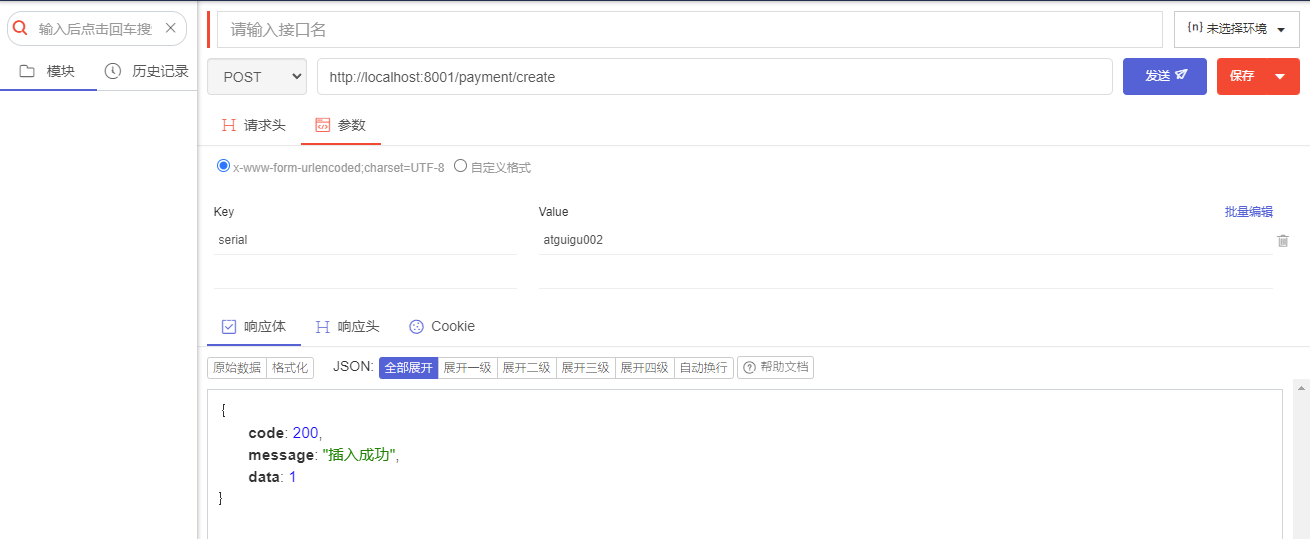 输入后点击回车搜
请输入接口名
{n} 未选择环境
模块
历史记录
POST
http://localhost:8001/payment/create
发送
保存
请求头
参数
x-www-form-urlencoded;charset=UTF-8
自定义格式
Key
Value
批量编辑
serial
atguigu002
响应体
响应头
Cookie
原始数据
格式化
JSON:
全部展开
展开一级
展开二级
展开三级
展开四级
自动换行
帮助文档
{
code: 200,
message: "插入成功",
data: 1
}